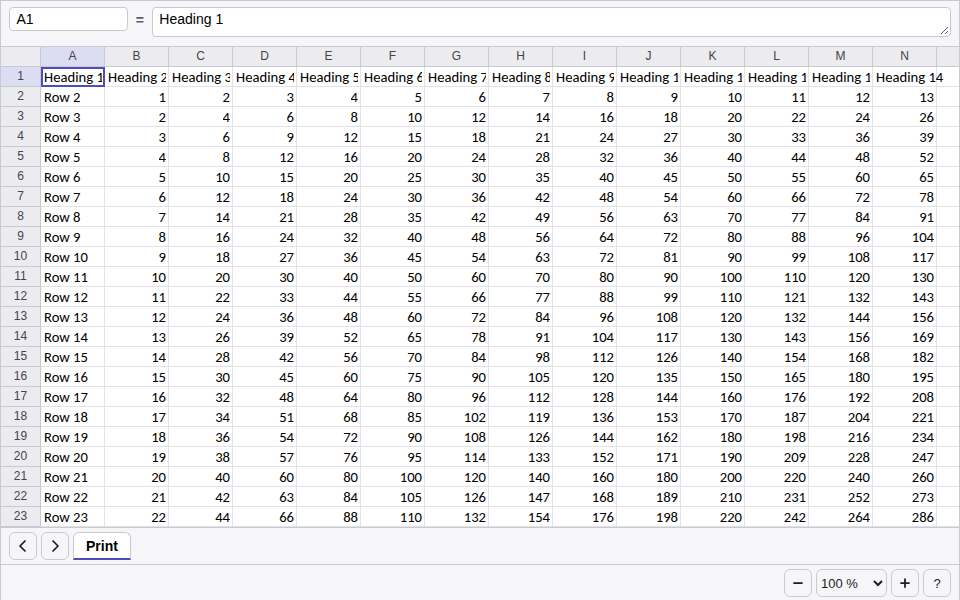 A1 = Heading 1
A B C D E F G H I J K L M N
1 Heading 1 Heading 2 Heading 3 Heading 4 Heading 5 Heading 6 Heading 7 Heading 8 Heading 9 Heading 1 Heading 1 Heading 1 Heading 1 Heading 14
2 Row 2 1 2 3 4 5 6 7 8 9 10 11 12 13
3 Row 3 2 4 6 8 10 12 14 16 18 20 22 24 26
4 Row 4 3 6 9 12 15 18 21 24 27 30 33 36 39
5 Row 5 4 8 12 16 20 24 28 32 36 40 44 48 52
6 Row 6 5 10 15 20 25 30 35 40 45 50 55 60 65
7 Row 7 6 12 18 24 30 36 42 48 54 60 66 72 78
8 Row 8 7 14 21 28 35 42 49 56 63 70 77 84 91
9 Row 9 8 16 24 32 40 48 56 64 72 80 88 96 104
10 Row 10 9 18 27 36 45 54 63 72 81 90 99 108 117
11 Row 11 10 20 30 40 50 60 70 80 90 100 110 120 130
12 Row 12 11 22 33 44 55 66 77 88 99 110 121 132 143
13 Row 13 12 24 36 48 60 72 84 96 108 120 132 144 156
14 Row 14 13 26 39 52 65 78 91 104 117 130 143 156 169
15 Row 15 14 28 42 56 70 84 98 112 126 140 154 168 182
16 Row 16 15 30 45 60 75 90 105 120 135 150 165 180 195
17 Row 17 16 32 48 64 80 96 112 128 144 160 176 192 208
18 Row 18 17 34 51 68 85 102 119 136 153 170 187 204 221
19 Row 19 18 36 54 72 90 108 126 144 162 180 198 216 234
20 Row 20 19 38 57 76 95 114 133 152 171 190 209 228 247
21 Row 21 20 40 60 80 100 120 140 160 180 200 220 240 260
22 Row 22 21 42 63 84 105 126 147 168 189 210 231 252 273
23 Row 23 22 44 66 88 110 132 154 176 198 220 242 264 286
Print
− 100 % + ?